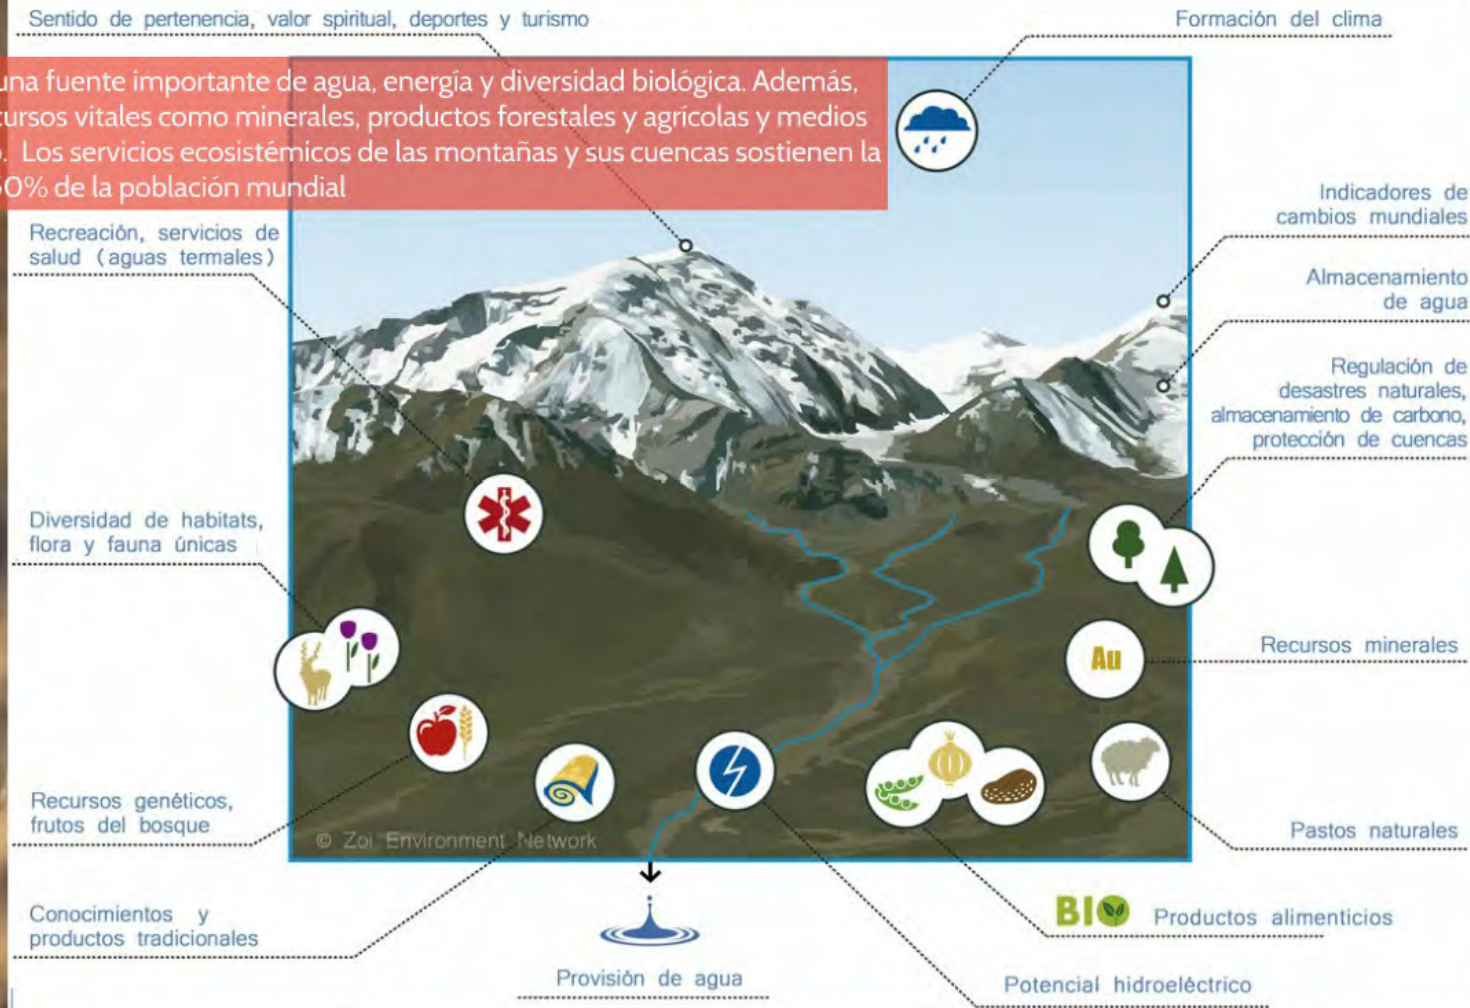 Sentido de pertenencia, valor spiritual, deportes y turismo
Formación del clima
una fuente importante de agua, energía y diversidad biológica. Además,
cursos vitales como minerales, productos forestales y agrícolas y medios
Los servicios ecosistémicos de las montañas y sus cuencas sostienen la
50% de la población mundial
Recreación, servicios de
salud (aguas termales)
Indicadores de
cambios mundiales
Almacenamiento
de agua
Regulación de
desastres naturales,
almacenamiento de carbono,
protección de cuencas
Diversidad de habitats,
flora y fauna únicas
Au
Recursos minerales
Recursos genéticos,
frutos del bosque
Pastos naturales
© Zoi Environment Network
Conocimientos y
productos tradicionales
BIO Productos alimenticios
Provisión de agua
Potencial hidroeléctrico